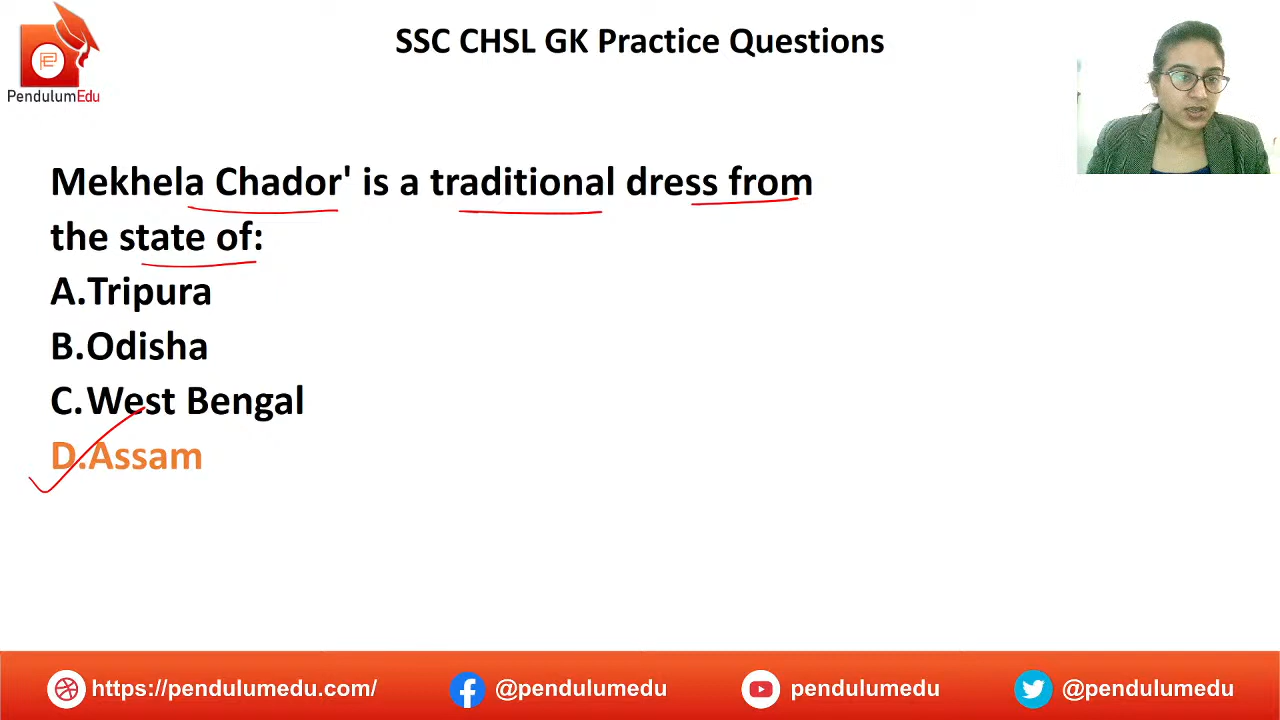 PendulumEdu
SSC CHSL GK Practice Questions
Mekhela Chador' is a traditional dress from
the state of:
A.Tripura
B.Odisha
C.West Bengal
D.Assam
https://pendulumedu.com/
@pendulumedu
pendulumedu
@pendulumedu